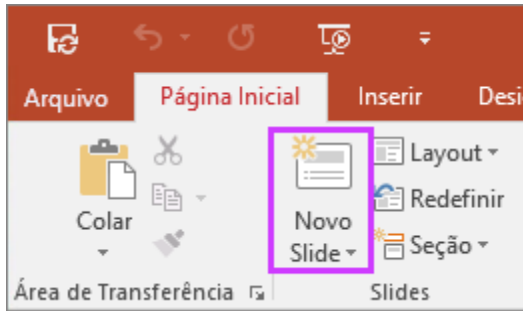 Arquivo
Página Inicial
Inserir
Desi
Colar
Novo
Slide
Layout
Redefinir
Seção
Área de Transferência
Slides